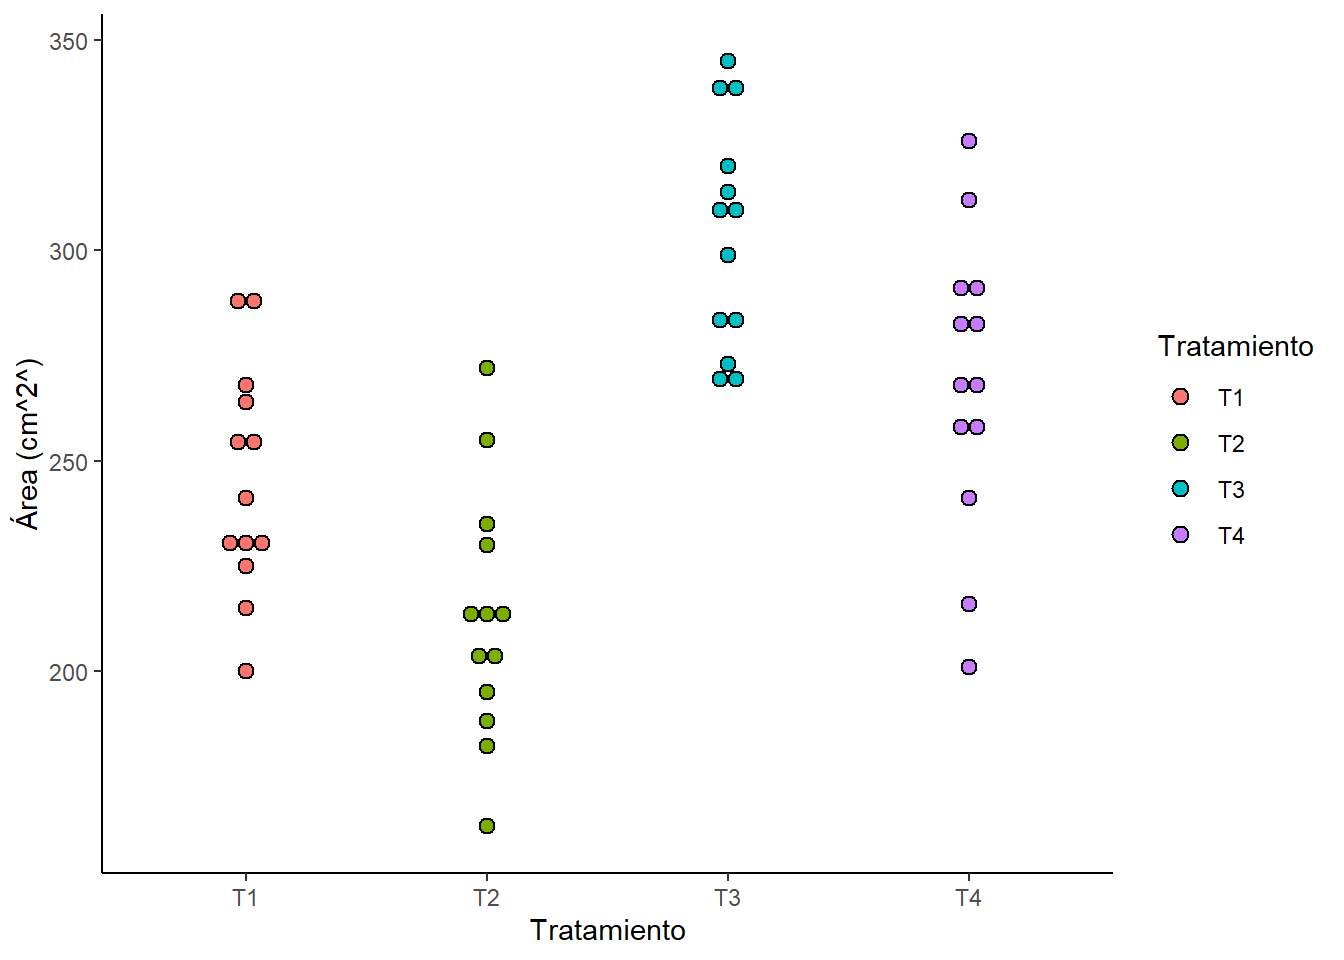 350
300
250
200
Área (cm^2^)
T1 T2 T3 T4
Tratamiento
Tratamiento
T1
T2
T3
T4